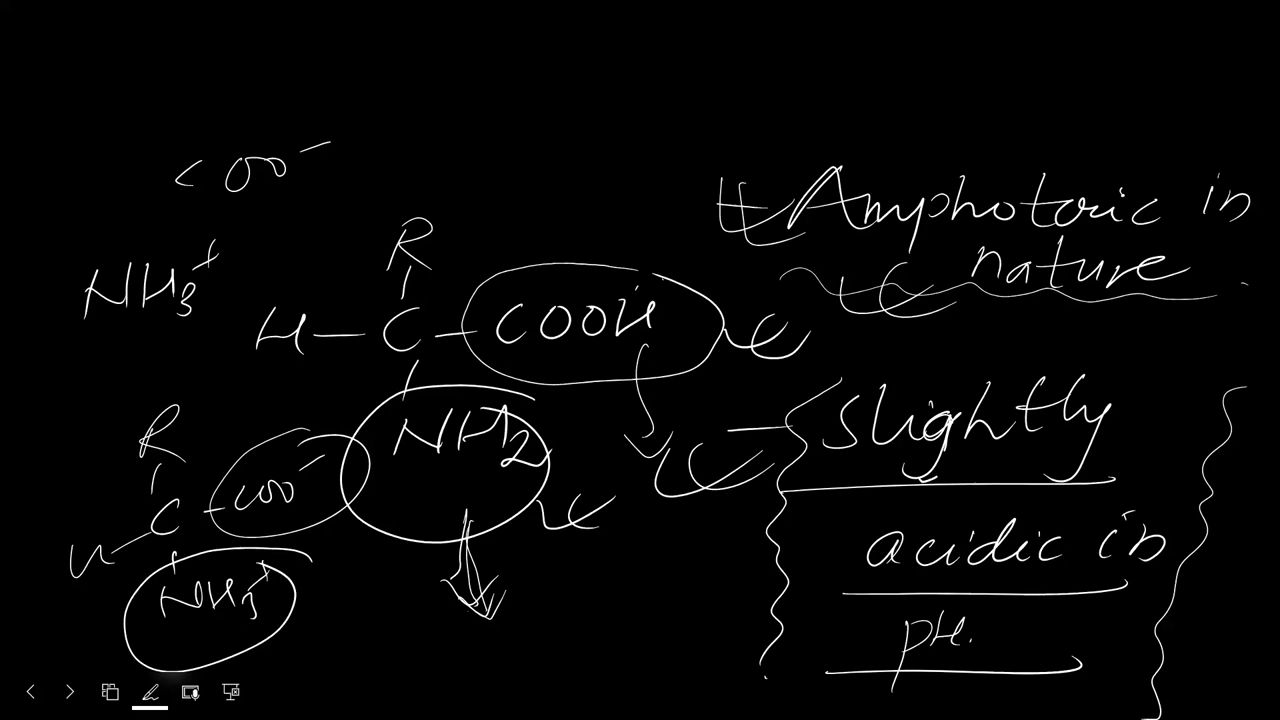 COO⁻
Amphoteric in
nature
NH₃⁺
R
H – C – COOH
NH₂
Slightly
acidic in
pH.
R
C – COO⁻
H
NH₃⁺